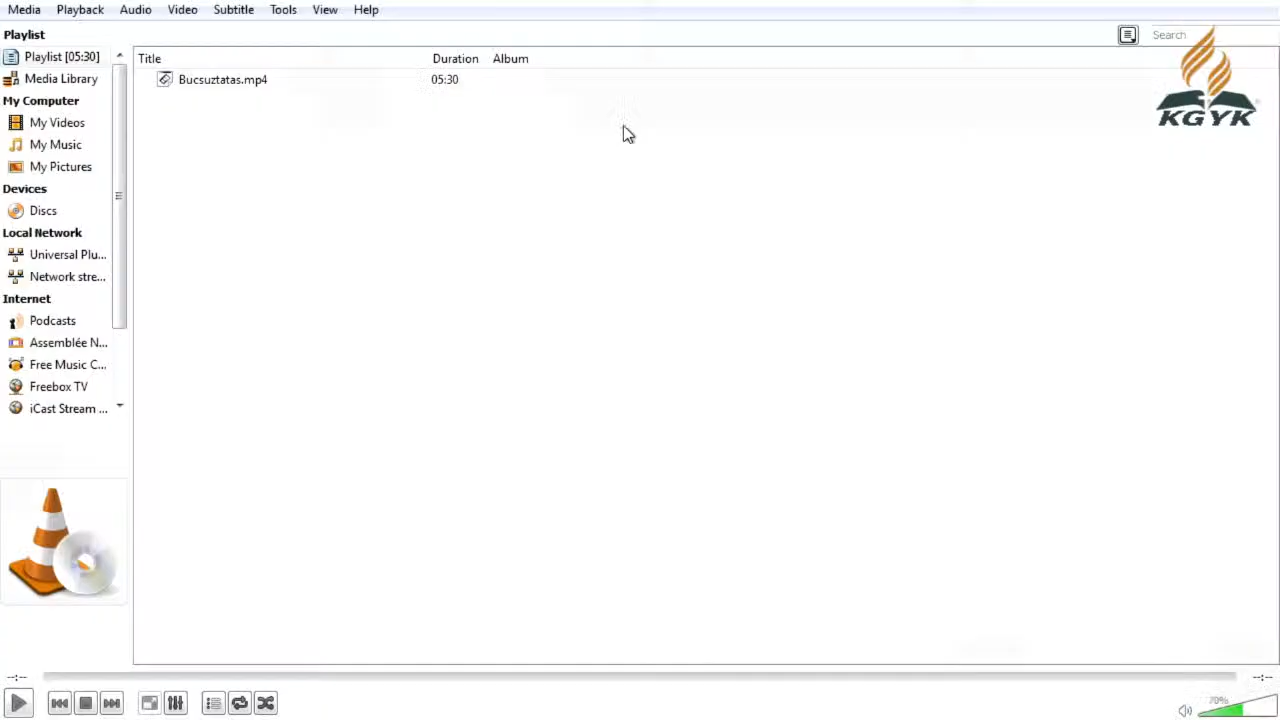 Media Playback Audio Video Subtitle Tools View Help
Playlist
Search
Playlist [05:30]
Media Library
My Computer
My Videos
My Music
My Pictures
Devices
Discs
Local Network
Universal Plu...
Network stre...
Internet
Podcasts
Assemblée N...
Free Music C...
Freebox TV
iCast Stream ...
Title Duration Album
Bucsuztatas.mp4 05:30
KGYK
--:--
--:--
70%